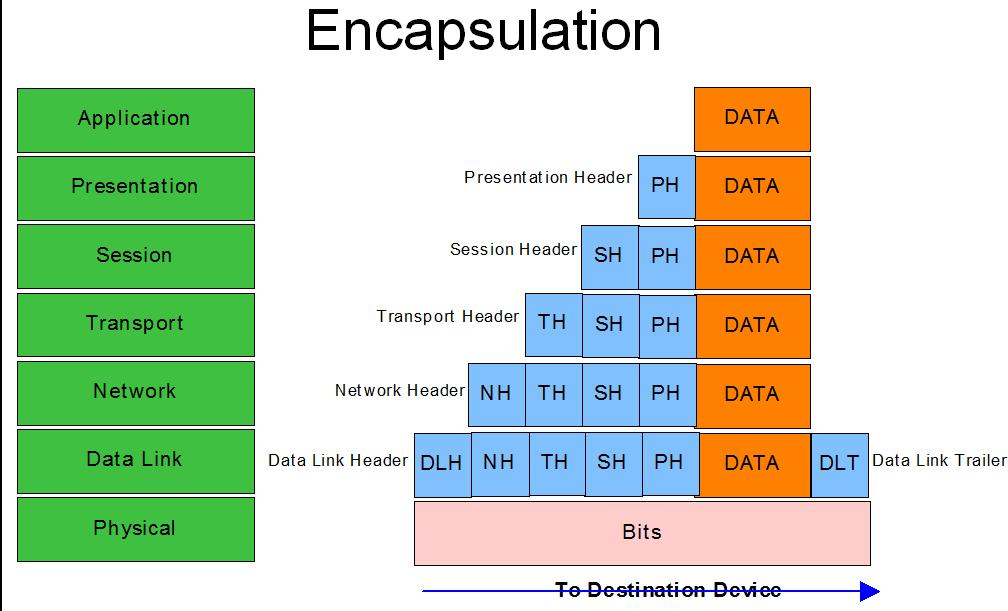 Encapsulation
Application DATA
Presentation Presentation Header PH DATA
Session Session Header SH PH DATA
Transport Transport Header TH SH PH DATA
Network Network Header NH TH SH PH DATA
Data Link Data Link Header DLH NH TH SH PH DATA DLT Data Link Trailer
Physical Bits
To Destination Device